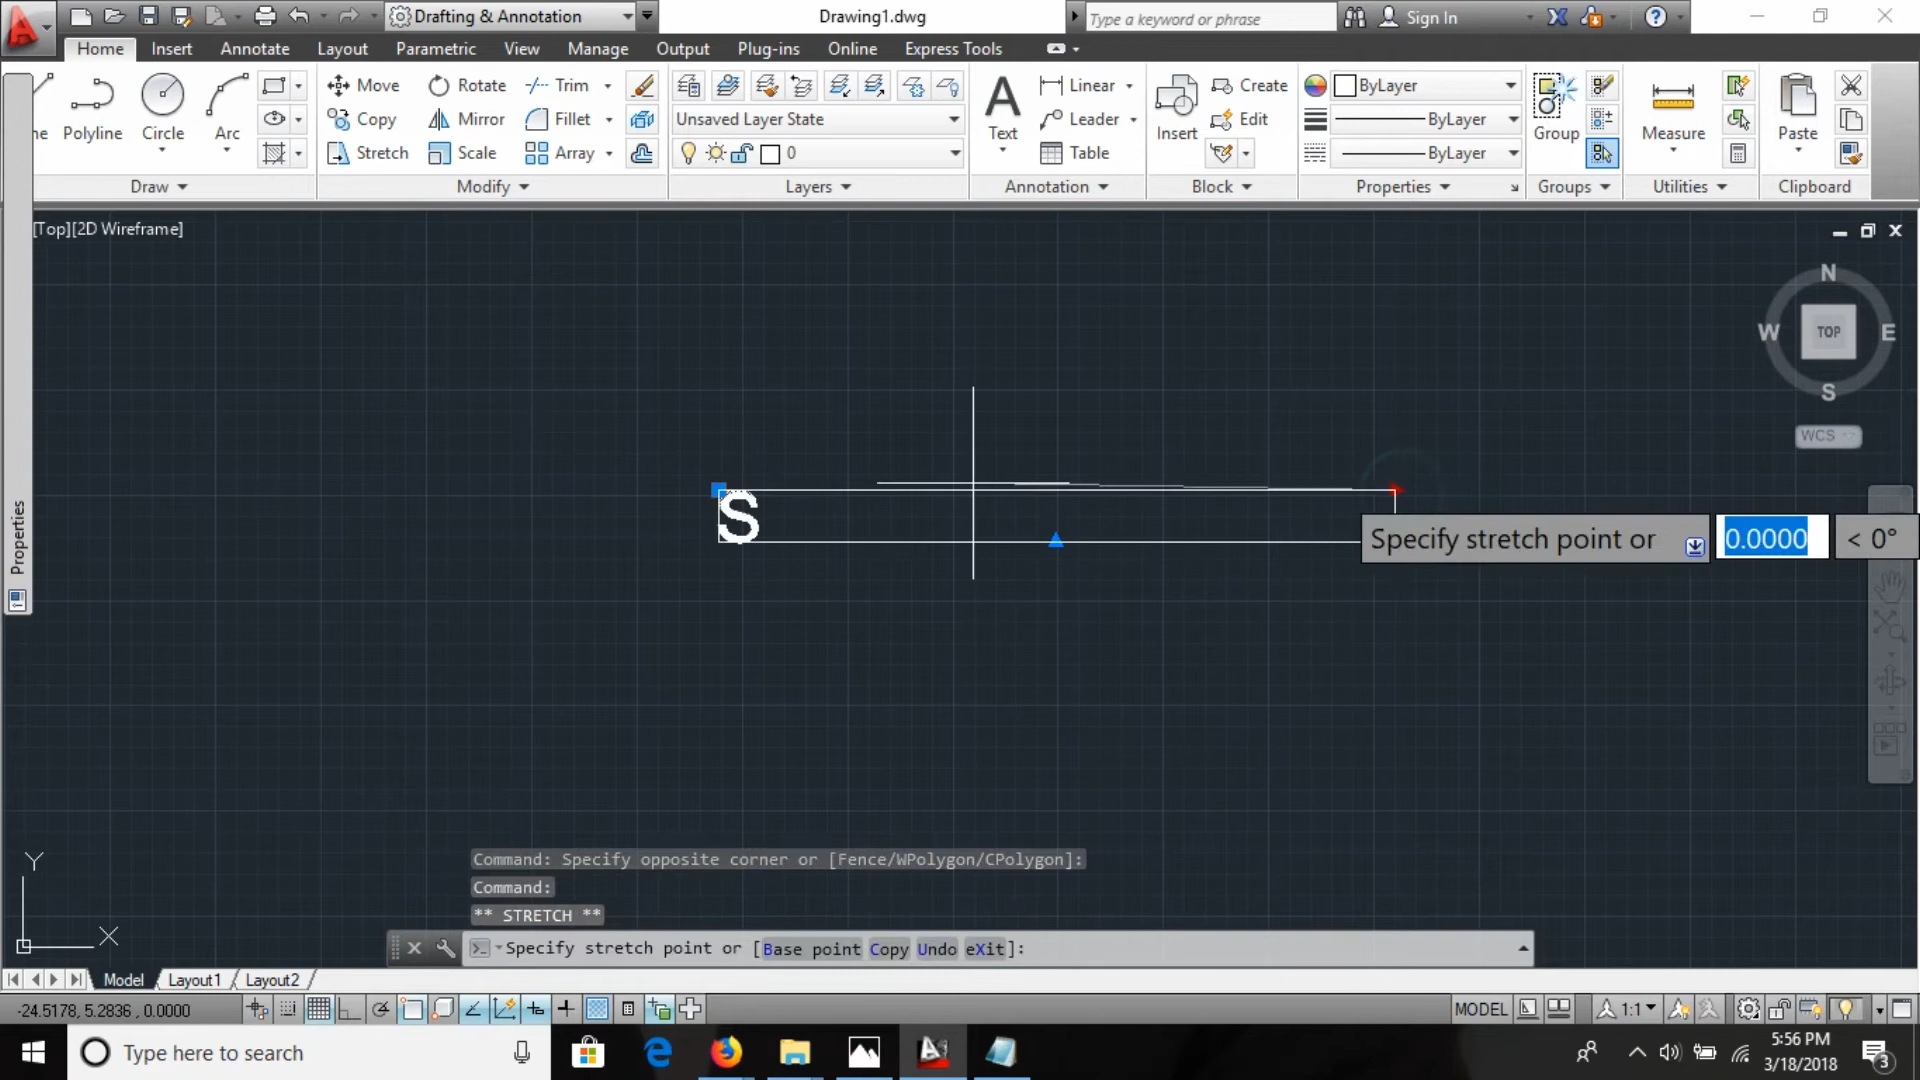 Drafting & Annotation
Drawing1.dwg
Type a keyword or phrase
Sign In
Home Insert Annotate Layout Parametric View Manage Output Plug-ins Online Express Tools
Polyline Circle Arc
Move Rotate Trim
Copy Mirror Fillet
Stretch Scale Array
Unsaved Layer State
0
Text
Linear
Leader
Table
Insert
Create
Edit
ByLayer
ByLayer
ByLayer
Group
Measure
Paste
Draw Modify Layers Annotation Block Properties Groups Utilities Clipboard
[Top][2D Wireframe]
N
W TOP E
S
WCS
Properties
S
Specify stretch point or 0.0000 < 0°
Command: Specify opposite corner or [Fence/WPolygon/CPolygon]:
Command:
** STRETCH **
Specify stretch point or [Base point Copy Undo eXit]:
Y
X
Model Layout1 Layout2
-24.5178, 5.2836 , 0.0000
MODEL
1:1
Type here to search
5:56 PM
3/18/2018
3